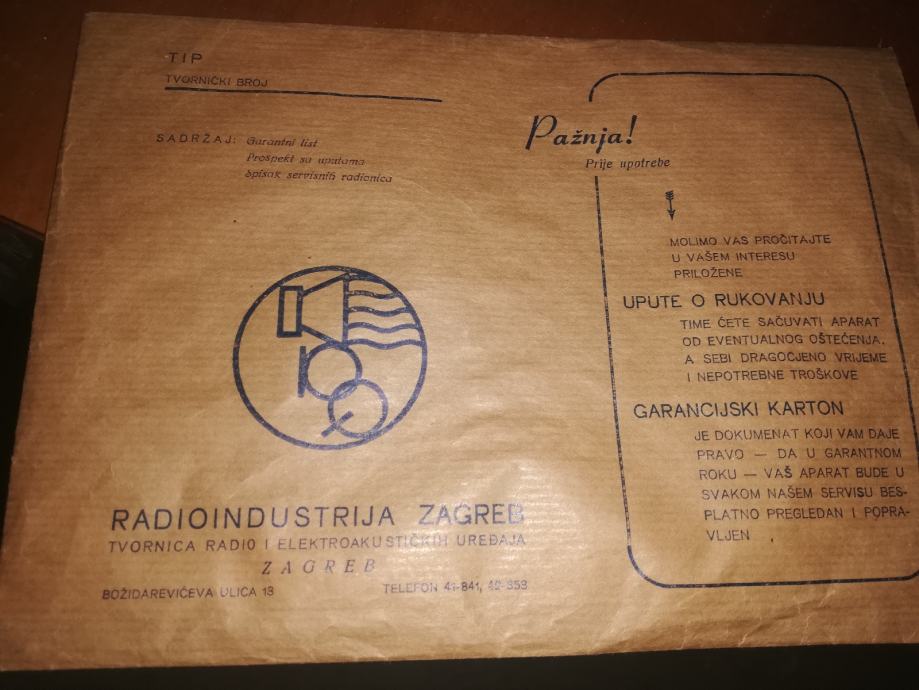 TIP
TVORNIČKI BROJ
SADRŽAJ: Garantni list
Prospekt sa uputama
Spisak servisnih radionica
RADIOINDUSTRIJA ZAGREB
TVORNICA RADIO I ELEKTROAKUSTIČKIH UREĐAJA
ZAGREB
BOŽIDAREVIĆEVA ULICA 13
TELEFON 41-841,
Pažnja!
Prije upotrebe
MOLIMO VAS PROČITAJTE
U VAŠEM INTERESU
PRILOŽENE
UPUTE O RUKOVANJU
TIME ĆETE SAČUVATI APARAT
OD EVENTUALNOG OŠTEĆENJA,
A SEBI DRAGOCJENO VRIJEME
I NEPOTREBNE TROŠKOVE
GARANCIJSKI KARTON
JE DOKUMENAT KOJI VAM DAJE
PRAVO — DA U GARANTNOM
ROKU — VAŠ APARAT BUDE U
SVAKOM NAŠEM SERVISU BES-
PLATNO PREGLEDAN I POPRA-
VLJEN